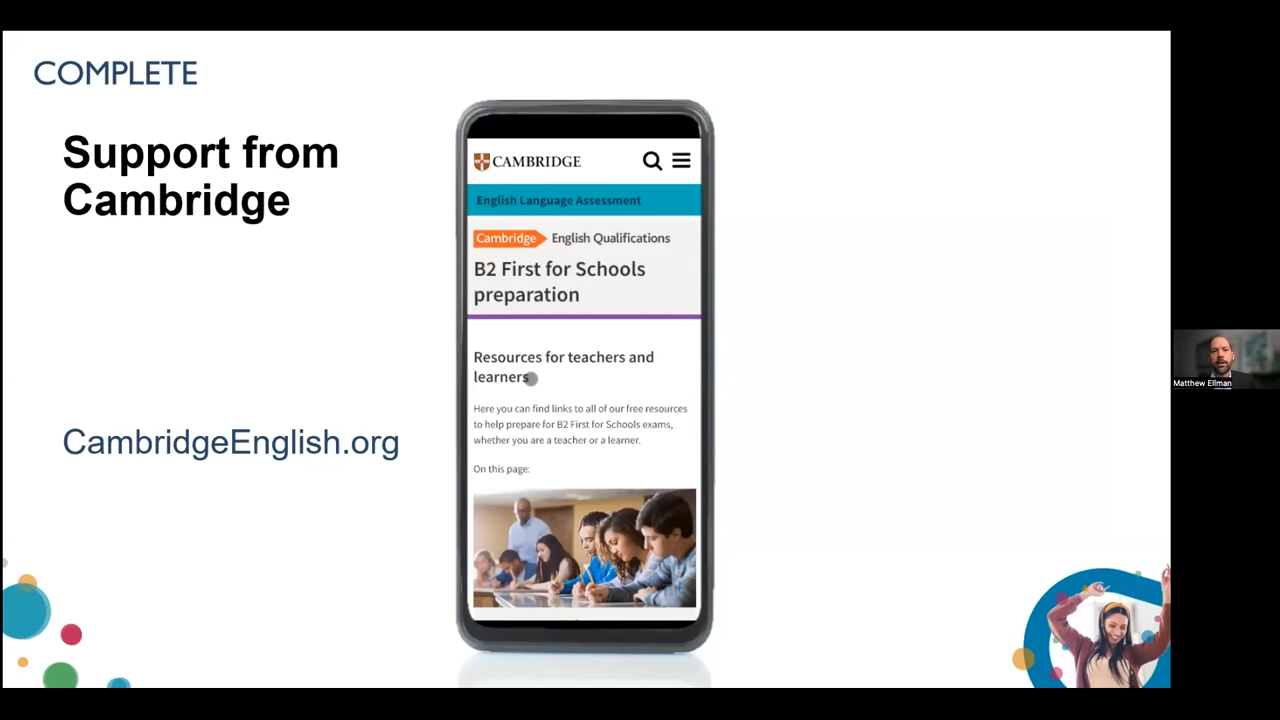 COMPLETE
Support from
Cambridge
CambridgeEnglish.org
CAMBRIDGE
English Language Assessment
Cambridge English Qualifications
B2 First for Schools
preparation
Resources for teachers and
learners
Here you can find links to all of our free resources
to help prepare for B2 First for Schools exams,
whether you are a teacher or a learner.
On this page:
Matthew Ellman